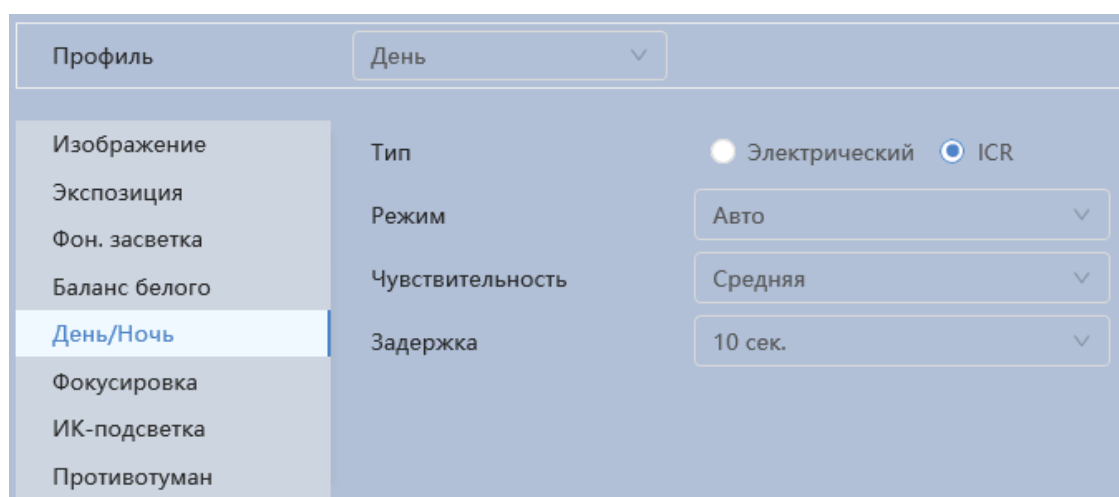 Профиль День
Изображение
Экспозиция
Фон. засветка
Баланс белого
День/Ночь
Фокусировка
ИК-подсветка
Противотуман
Тип Электрический ICR
Режим Авто
Чувствительность Средняя
Задержка 10 сек.